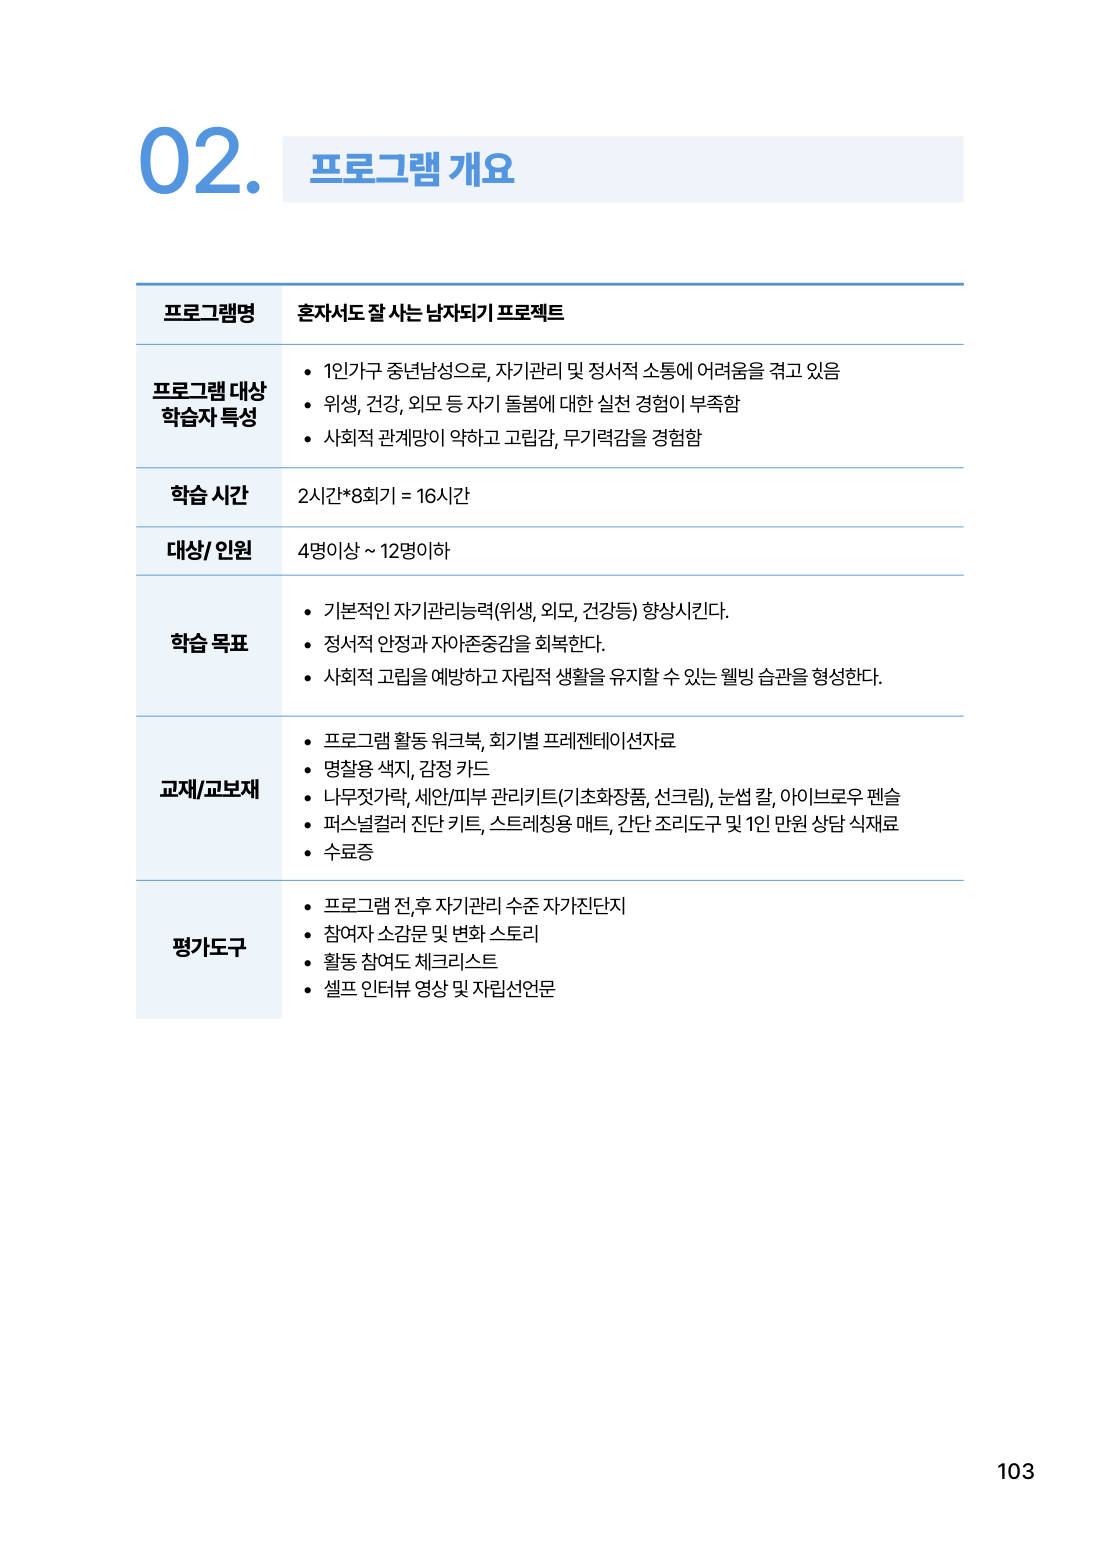 02. 프로그램 개요
프로그램명
혼자서도 잘 사는 남자되기 프로젝트
프로그램 대상
학습자 특성
• 1인가구 중년남성으로, 자기관리 및 정서적 소통에 어려움을 겪고 있음
• 위생, 건강, 외모 등 자기 돌봄에 대한 실천 경험이 부족함
• 사회적 관계망이 약하고 고립감, 무기력감을 경험함
학습 시간
2시간*8회기 = 16시간
대상/ 인원
4명이상 ~ 12명이하
학습 목표
• 기본적인 자기관리능력(위생, 외모, 건강등) 향상시킨다.
• 정서적 안정과 자아존중감을 회복한다.
• 사회적 고립을 예방하고 자립적 생활을 유지할 수 있는 웰빙 습관을 형성한다.
교재/교보재
• 프로그램 활동 워크북, 회기별 프레젠테이션자료
• 명찰용 색지, 감정 카드
• 나무젓가락, 세안/피부 관리키트(기초화장품, 선크림), 눈썹 칼, 아이브로우 펜슬
• 퍼스널컬러 진단 키트, 스트레칭용 매트, 간단 조리도구 및 1인 만원 상담 식재료
• 수료증
평가도구
• 프로그램 전,후 자기관리 수준 자가진단지
• 참여자 소감문 및 변화 스토리
• 활동 참여도 체크리스트
• 셀프 인터뷰 영상 및 자립선언문
103